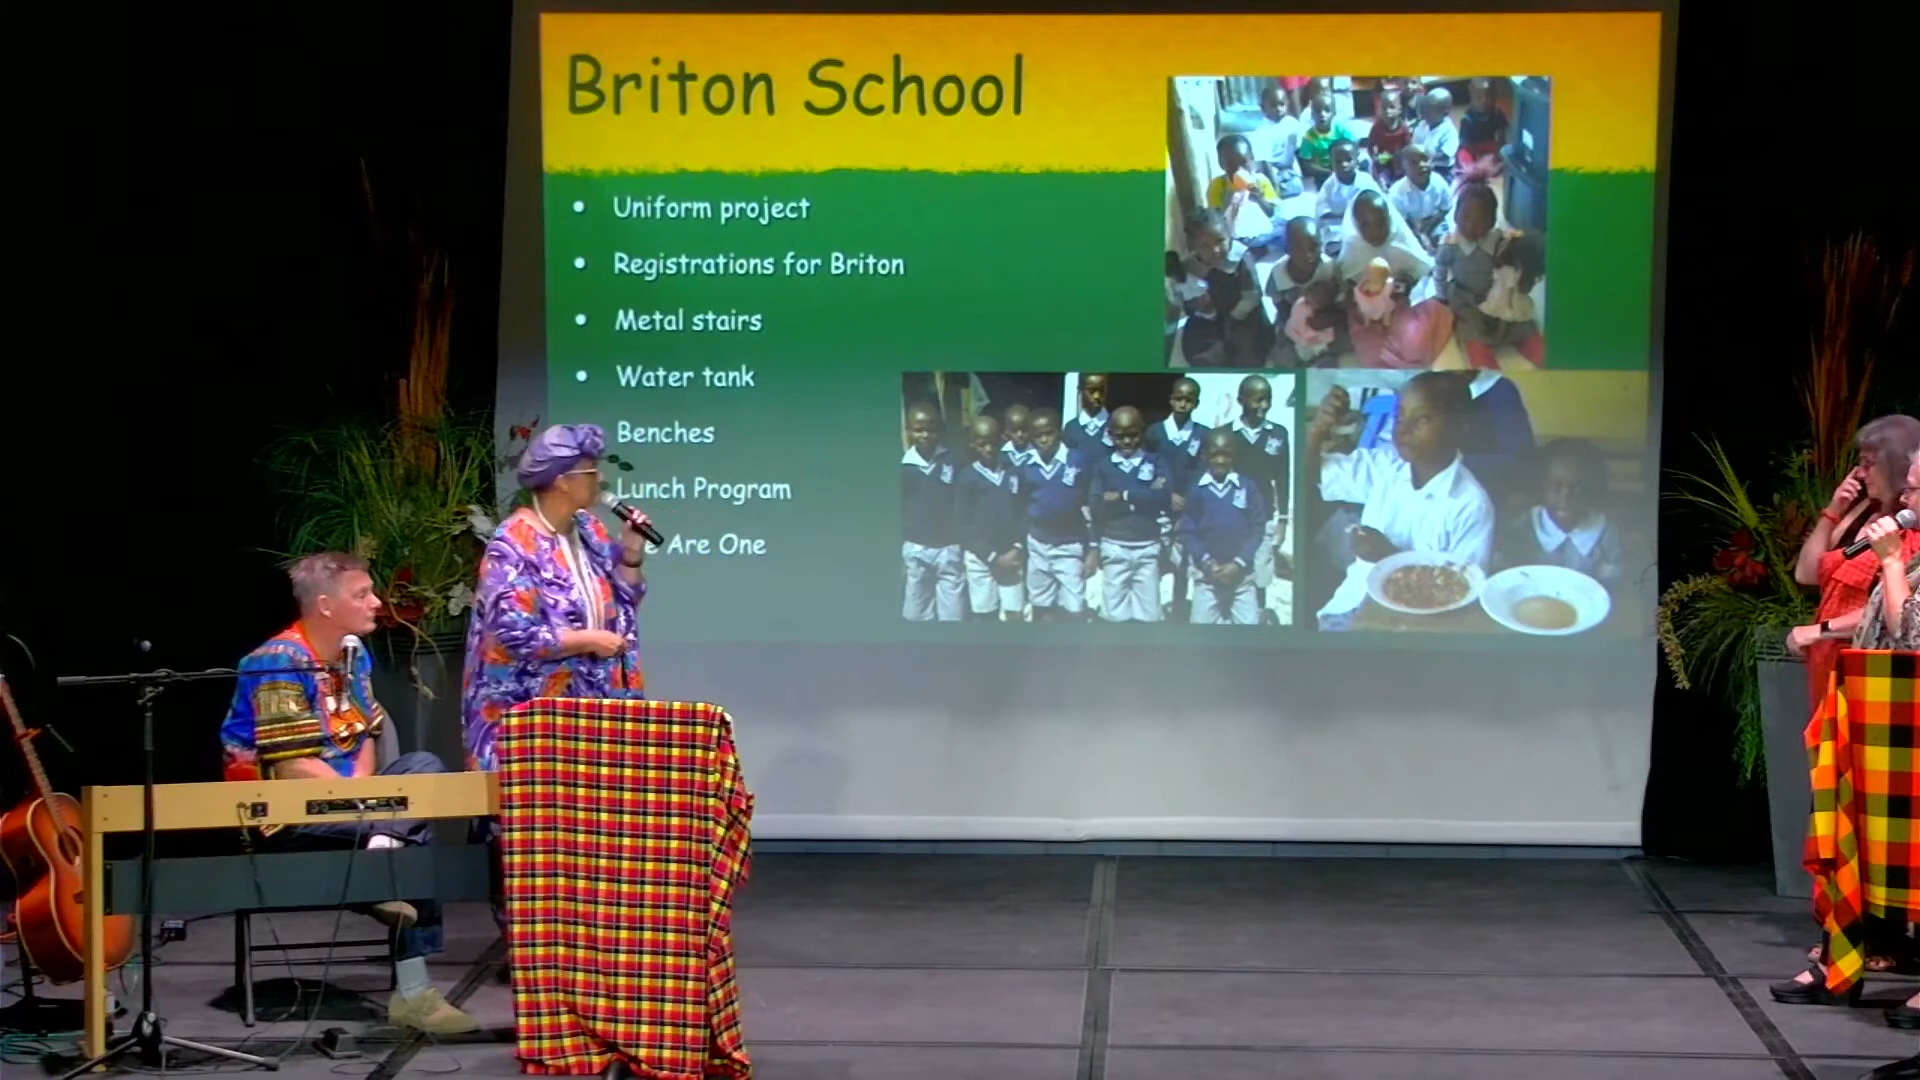 Briton School
• Uniform project
• Registrations for Briton
• Metal stairs
• Water tank
Benches
Lunch Program
e Are One